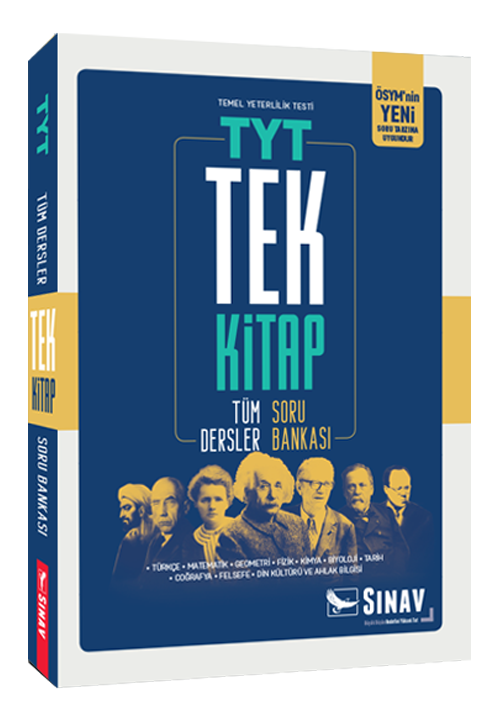 TYT
TÜM DERSLER
TEK
KİTAP
SORU BANKASI
SINAV
ÖSYM'nin
YENİ
SORU TARZINA
UYGUNDUR
TEMEL YETERLİLİK TESTİ
TYT
TEK
KİTAP
TÜM
DERSLER
SORU
BANKASI
• TÜRKÇE • MATEMATİK • GEOMETRİ • FİZİK • KİMYA • BİYOLOJİ • TARİH
• COĞRAFYA • FELSEFE • DİN KÜLTÜRÜ VE AHLAK BİLGİSİ
SINAV